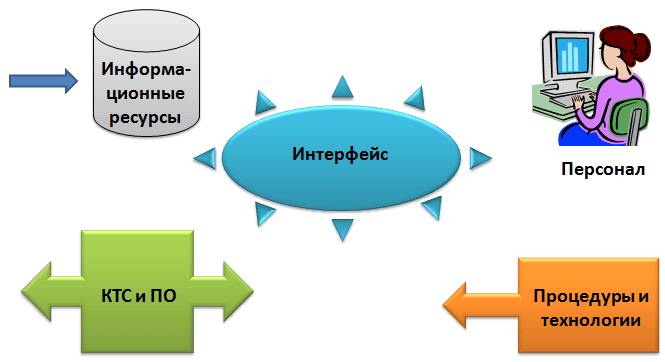 Информа-
ционные
ресурсы
Интерфейс
Персонал
КТС и ПО
Процедуры и
технологии